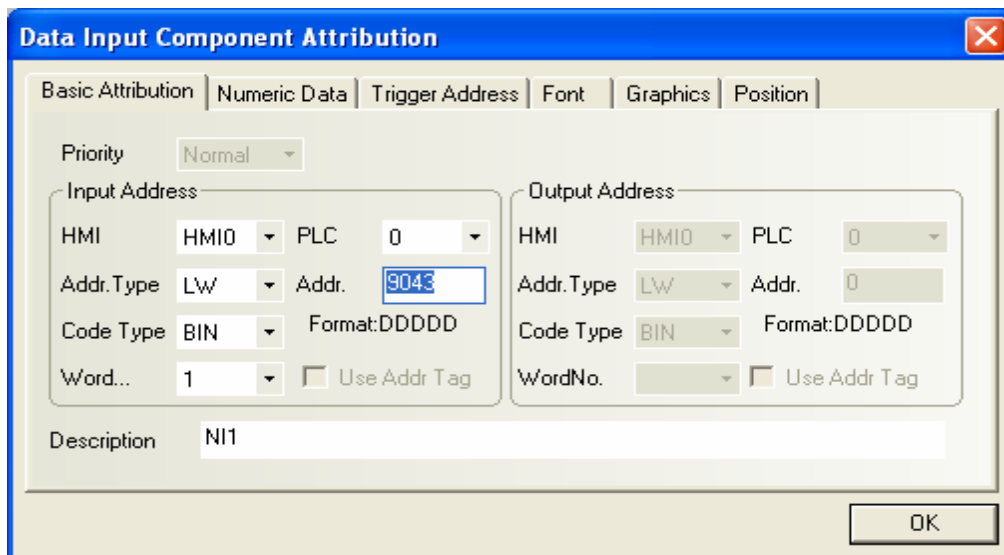 Data Input Component Attribution
Basic Attribution Numeric Data Trigger Address Font Graphics Position
Priority Normal
Input Address Output Address
HMI HMI0 PLC 0 HMI HMI0 PLC 0
Addr.Type LW Addr. 9043 Addr.Type LW Addr. 0
Code Type BIN Format:DDDDD Code Type BIN Format:DDDDD
Word... 1 Use Addr Tag WordNo. Use Addr Tag
Description NI1
OK